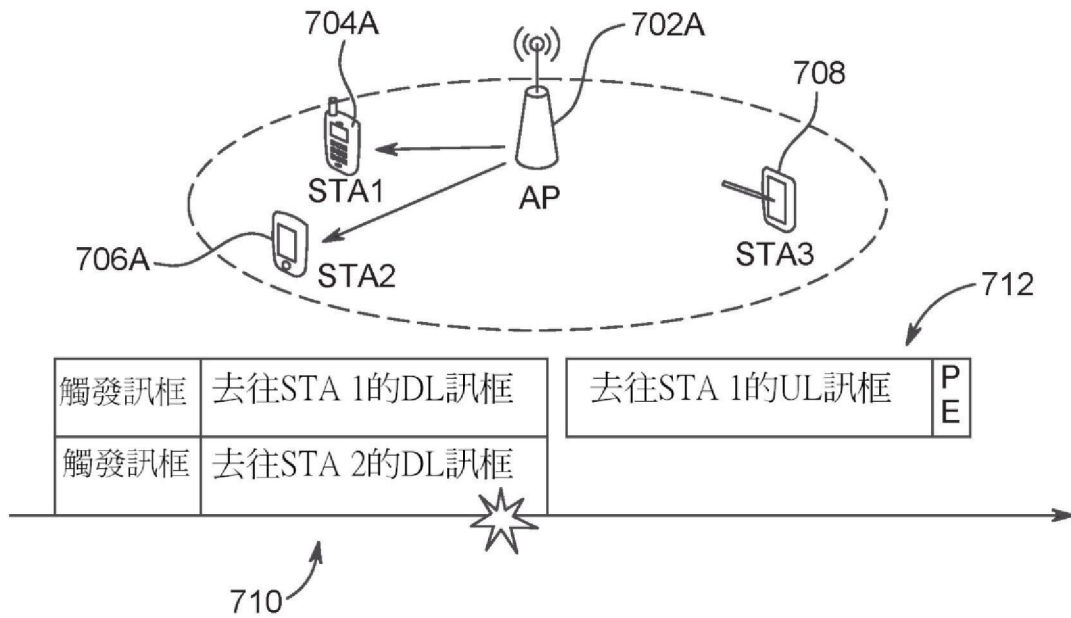 704A
702A
708
STA1
AP
STA3
706A
STA2
712
觸發訊框
去往STA 1的DL訊框
去往STA 1的UL訊框
P
E
觸發訊框
去往STA 2的DL訊框
710